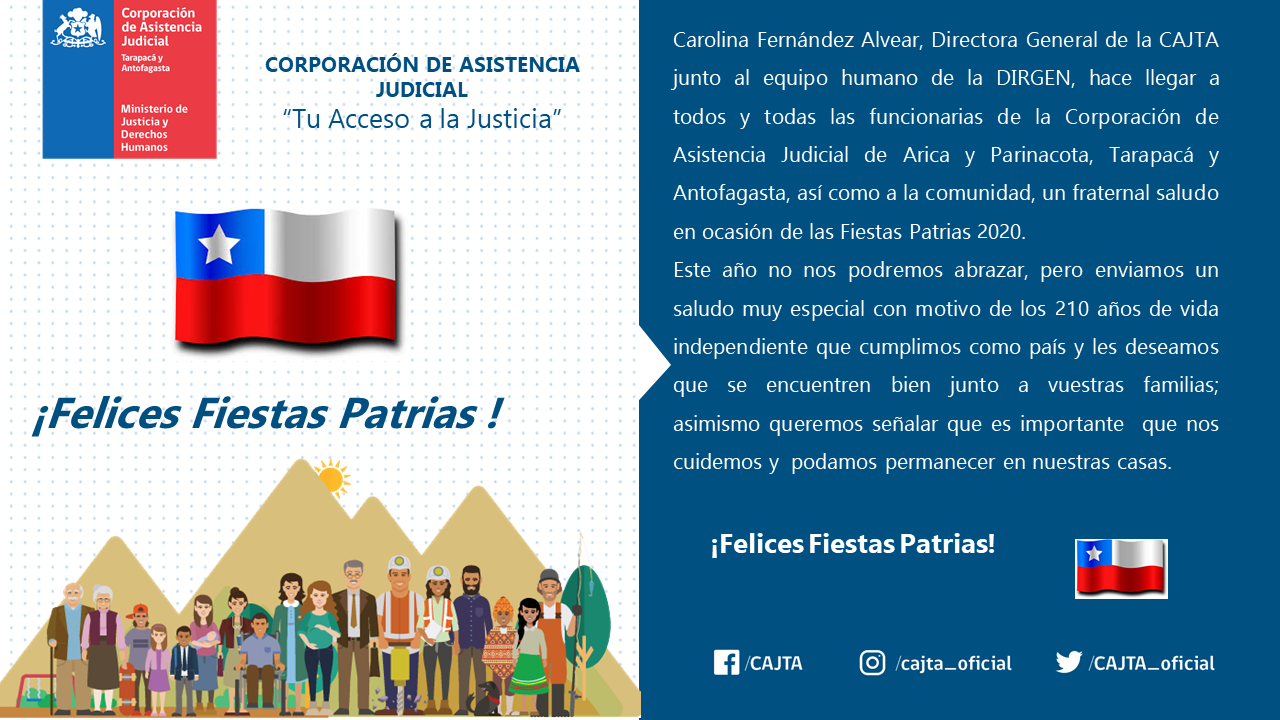 Corporación
de Asistencia
Judicial
Tarapacá y
Antofagasta
Ministerio de
Justicia y
Derechos
Humanos
CORPORACIÓN DE ASISTENCIA
JUDICIAL
“Tu Acceso a la Justicia”
¡Felices Fiestas Patrias !
Carolina Fernández Alvear, Directora General de la CAJTA
junto al equipo humano de la DIRGEN, hace llegar a
todos y todas las funcionarias de la Corporación de
Asistencia Judicial de Arica y Parinacota, Tarapacá y
Antofagasta, así como a la comunidad, un fraternal saludo
en ocasión de las Fiestas Patrias 2020.
Este año no nos podremos abrazar, pero enviamos un
saludo muy especial con motivo de los 210 años de vida
independiente que cumplimos como país y les deseamos
que se encuentren bien junto a vuestras familias;
asimismo queremos señalar que es importante que nos
cuidemos y podamos permanecer en nuestras casas.
¡Felices Fiestas Patrias!
/CAJTA
/cajta_oficial
/CAJTA_oficial